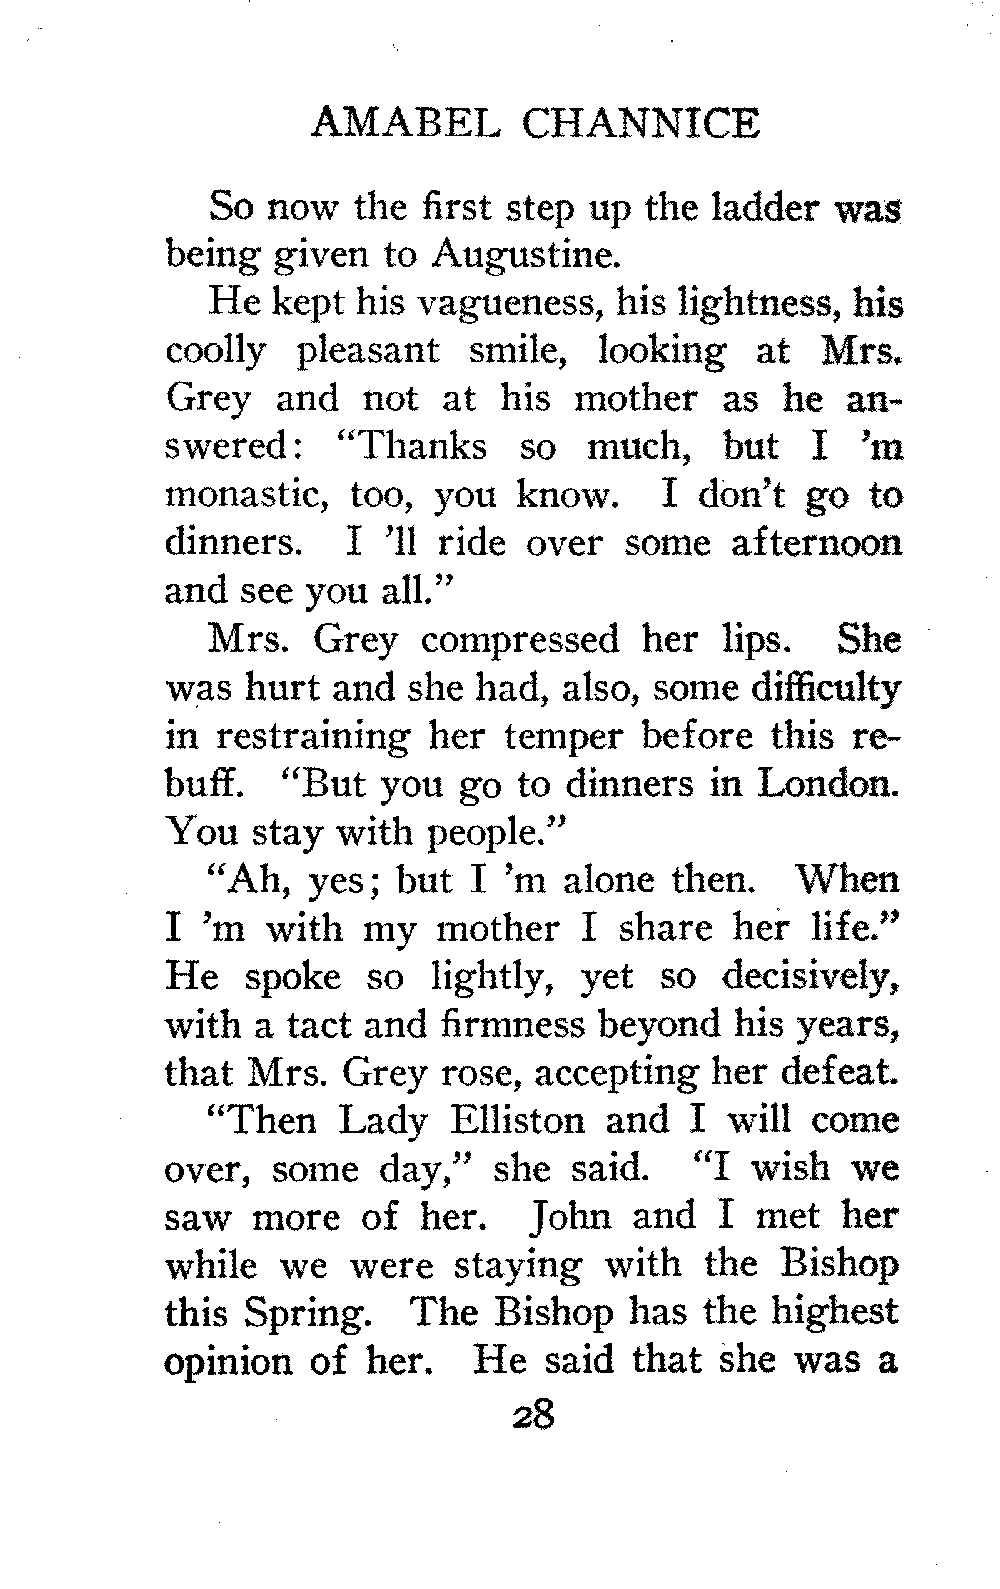 AMABEL CHANNICE
So now the first step up the ladder was
being given to Augustine.
He kept his vagueness, his lightness, his
coolly pleasant smile, looking at Mrs.
Grey and not at his mother as he an-
swered: “Thanks so much, but I ’m
monastic, too, you know. I don’t go to
dinners. I ’ll ride over some afternoon
and see you all.”
Mrs. Grey compressed her lips. She
was hurt and she had, also, some difficulty
in restraining her temper before this re-
buff. “But you go to dinners in London.
You stay with people.”
“Ah, yes; but I ’m alone then. When
I ’m with my mother I share her life.”
He spoke so lightly, yet so decisively,
with a tact and firmness beyond his years,
that Mrs. Grey rose, accepting her defeat.
“Then Lady Elliston and I will come
over, some day,” she said. “I wish we
saw more of her. John and I met her
while we were staying with the Bishop
this Spring. The Bishop has the highest
opinion of her. He said that she was a
28